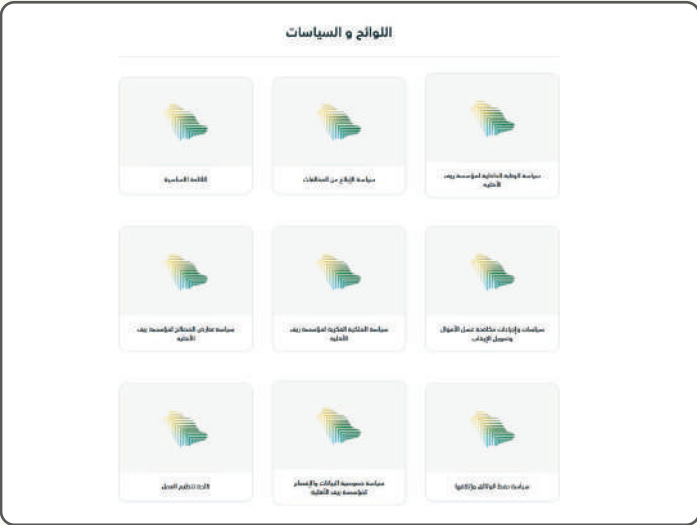 اللوائح و السياسات
سياسة الرقابة الداخلية لمؤسسة ريف
الأهلية
سياسة الإبلاغ عن المخالفات
اللائحة الأساسية
سياسات وإجراءات مكافحة غسل الأموال
وتمويل الإرهاب
سياسة الملكية الفكرية لمؤسسة ريف
الأهلية
سياسة تعارض المصالح لمؤسسة ريف
الأهلية
سياسة حفظ الوثائق وإتلافها
سياسة خصوصية البيانات والإفصاح
لمؤسسة ريف الأهلية
لائحة تنظيم العمل